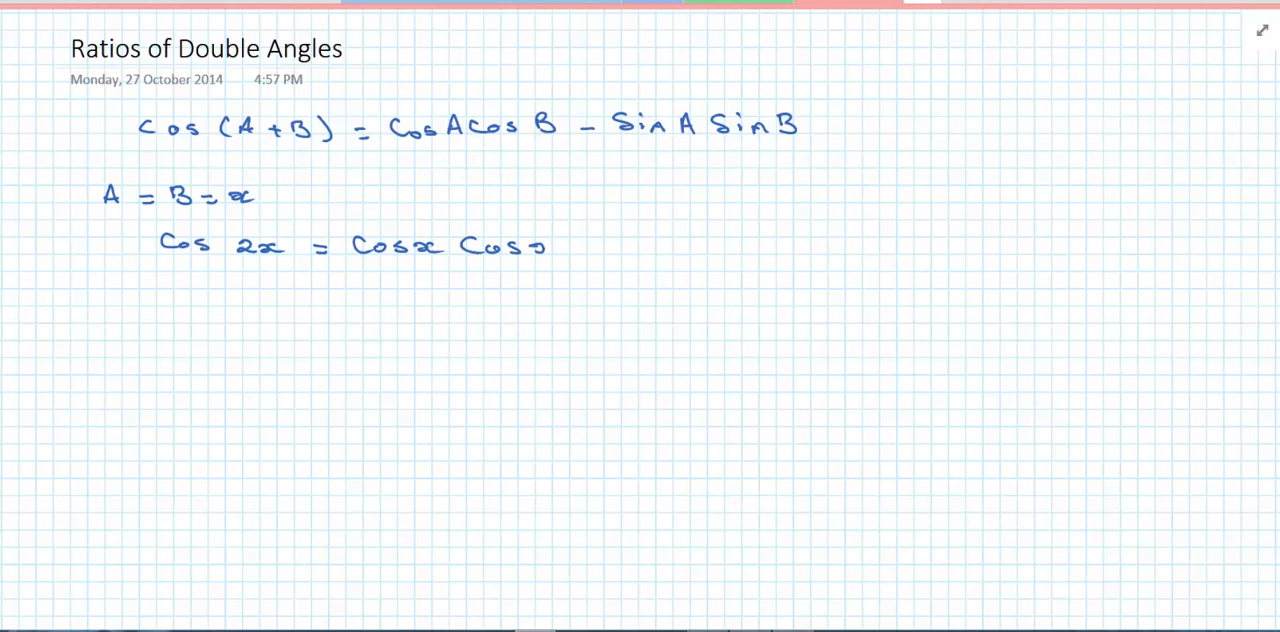 Ratios of Double Angles
Monday, 27 October 2014 4:57 PM
Cos (A + B) = Cos A Cos B - Sin A Sin B
A = B = x
Cos 2x = Cos x Cos